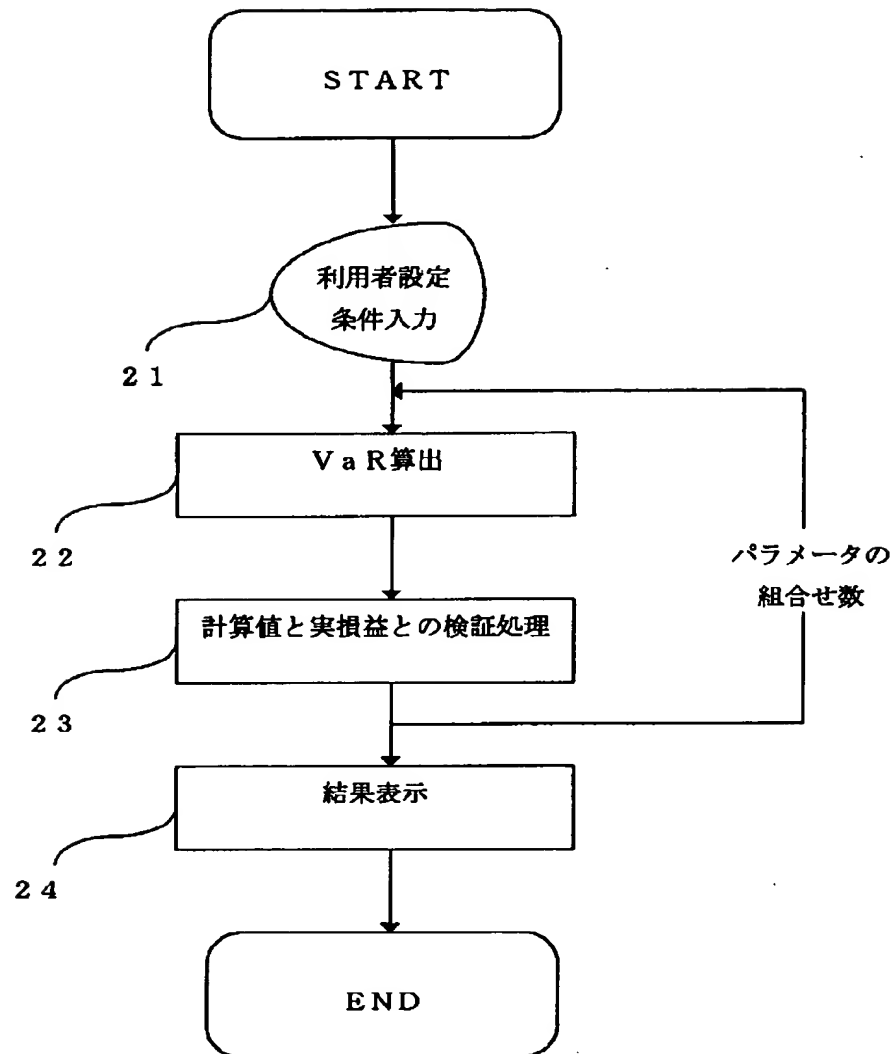 START
利用者設定
条件入力
21
VaR算出
22
パラメータの
組合せ数
計算値と実損益との検証処理
23
結果表示
24
END